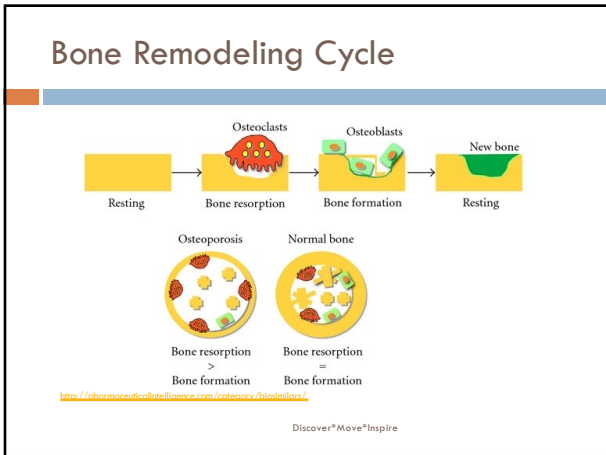 Bone Remodeling Cycle
Osteoclasts
Osteoblasts
New bone
Resting
Bone resorption
Bone formation
Resting
Osteoporosis
Normal bone
Bone resorption
>
Bone formation
Bone resorption
=
Bone formation
http://pharmaceuticalintelligence.com/category/biosimilars/
Discover*Move*Inspire